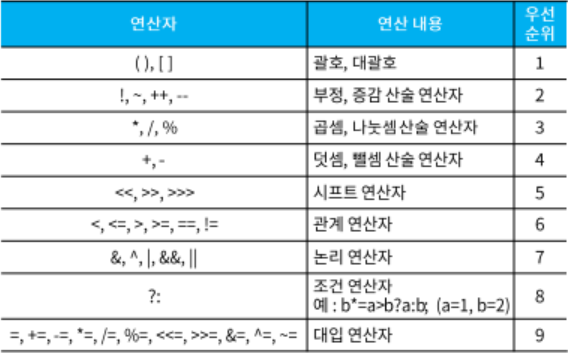 연산자 연산 내용 우선
순위
( ), [ ] 괄호, 대괄호 1
!, ~, ++, -- 부정, 증감 산술 연산자 2
*, /, % 곱셈, 나눗셈 산술 연산자 3
+, - 덧셈, 뺄셈 산술 연산자 4
<<, >>, >>> 시프트 연산자 5
<, <=, >, >=, ==, != 관계 연산자 6
&, ^, |, &&, || 논리 연산자 7
?: 조건 연산자 8
예 : b*=a>b?a:b; (a=1, b=2)
=, +=, -=, *=, /=, %=, <<=, >>=, &=, ^=, ~= 대입 연산자 9